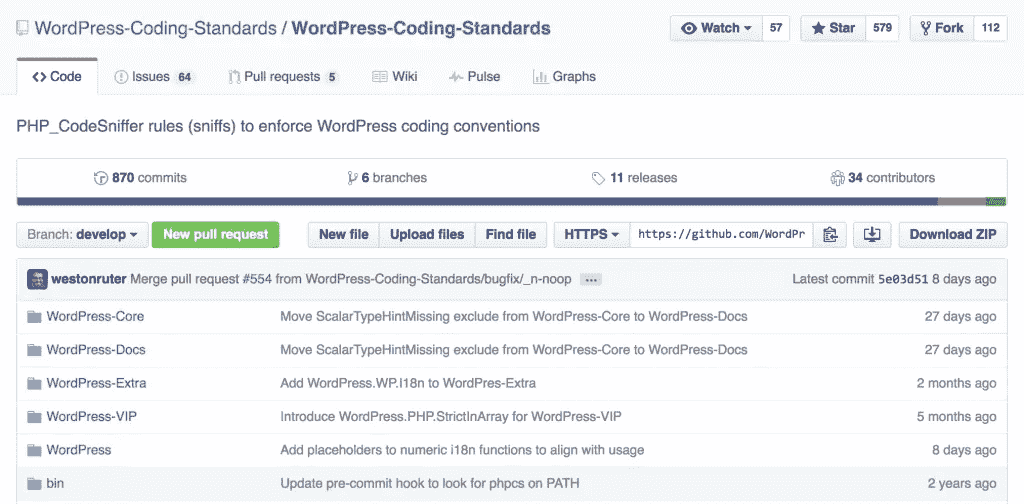 WordPress-Coding-Standards / WordPress-Coding-Standards Watch 57 Star 579 Fork 112
Code Issues 64 Pull requests 5 Wiki Pulse Graphs
PHP_CodeSniffer rules (sniffs) to enforce WordPress coding conventions
870 commits 6 branches 11 releases 34 contributors
Branch: develop New pull request New file Upload files Find file HTTPS https://github.com/WordPr Download ZIP
westonruter Merge pull request #554 from WordPress-Coding-Standards/bugfix/_n-noop ... Latest commit 5e03d51 8 days ago
WordPress-Core Move ScalarTypeHintMissing exclude from WordPress-Core to WordPress-Docs 27 days ago
WordPress-Docs Move ScalarTypeHintMissing exclude from WordPress-Core to WordPress-Docs 27 days ago
WordPress-Extra Add WordPress.WP.I18n to WordPres-Extra 2 months ago
WordPress-VIP Introduce WordPress.PHP.StrictInArray for WordPress-VIP 5 months ago
WordPress Add placeholders to numeric i18n functions to align with usage 8 days ago
bin Update pre-commit hook to look for phpcs on PATH 2 years ago